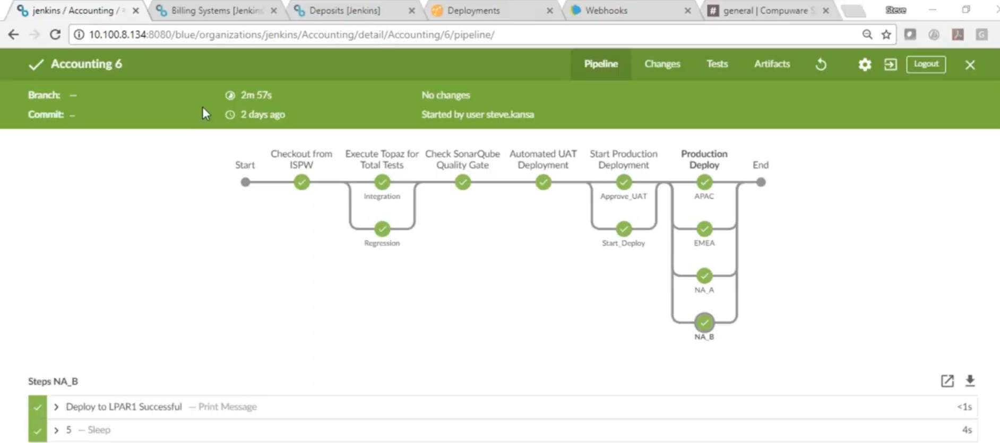 jenkins / Accounting /
Billing Systems [Jenkins
Deposits [Jenkins]
Deployments
Webhooks
# general | Compuware S
Steve
10.100.8.134:8080/blue/organizations/jenkins/Accounting/detail/Accounting/6/pipeline/
G
Accounting 6
Pipeline
Changes
Tests
Artifacts
Logout
Branch: –
2m 57s
No changes
Commit: –
2 days ago
Started by user steve.kansa
Start
Checkout from
ISPW
Execute Topaz for
Total Tests
Check SonarQube
Quality Gate
Automated UAT
Deployment
Start Production
Deployment
Production
Deploy
End
Integration
Approve_UAT
APAC
Regression
Start_Deploy
EMEA
NA_A
NA_B
Steps NA_B
Deploy to LPAR1 Successful – Print Message
<1s
5 – Sleep
4s